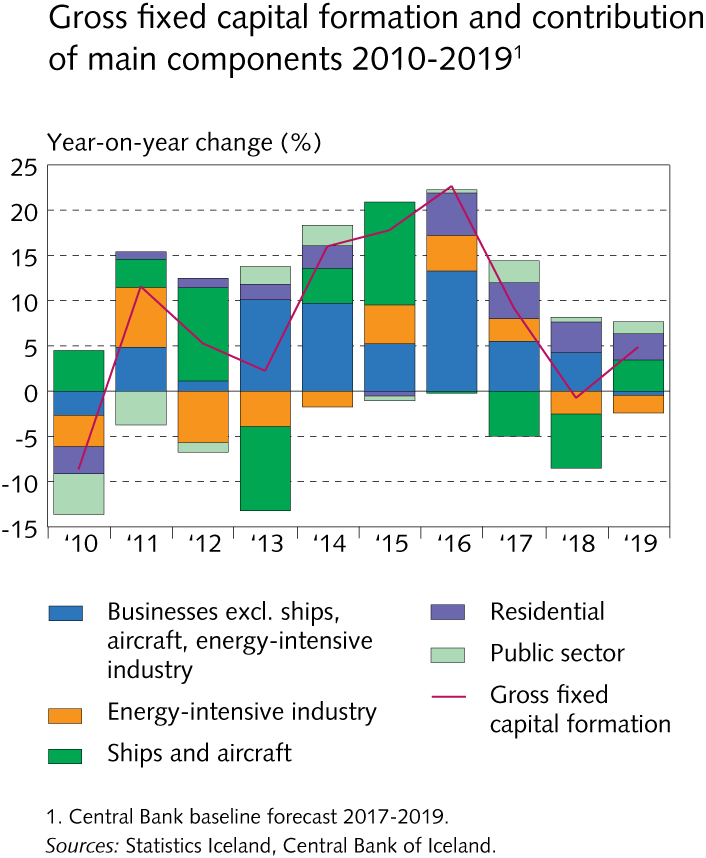 Gross fixed capital formation and contribution
of main components 2010-2019¹
Year-on-year change (%)
25
20
15
10
5
0
-5
-10
-15
‘10 ‘11 ‘12 ‘13 ‘14 ‘15 ‘16 ‘17 ‘18 ‘19
Businesses excl. ships,
aircraft, energy-intensive
industry
Energy-intensive industry
Ships and aircraft
Residential
Public sector
Gross fixed
capital formation
1. Central Bank baseline forecast 2017-2019.
Sources: Statistics Iceland, Central Bank of Iceland.